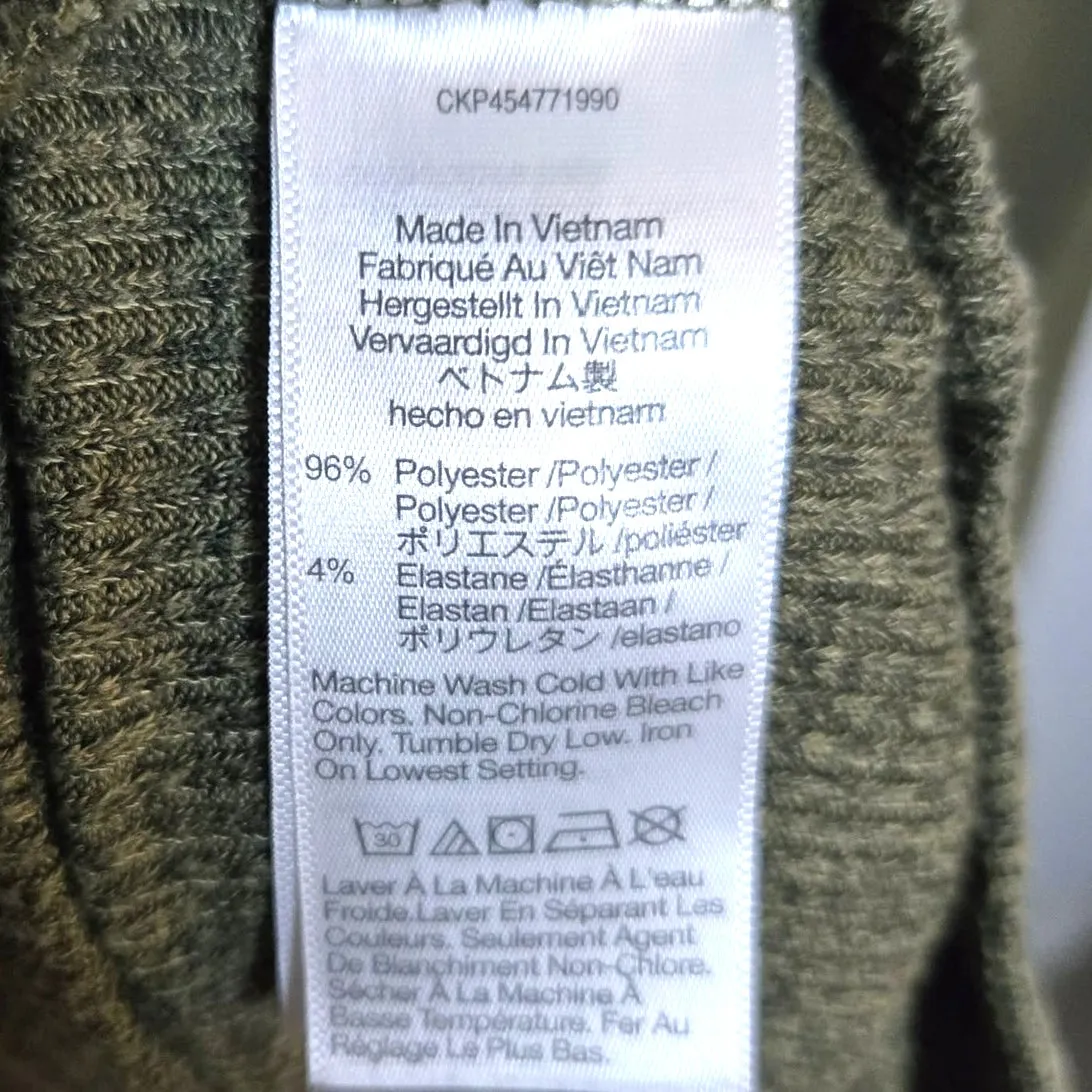 CKP454771990
Made In Vietnam
Fabriqué Au Viêt Nam
Hergestellt In Vietnam
Vervaardigd In Vietnam
ベトナム製
hecho en vietnam
96% Polyester /Polyester /
Polyester /Polyester /
ポリエステル /poliéster
4% Elastane /Élasthanne /
Elastan /Elastaan /
ポリウレタン /elastano
Machine Wash Cold With Like
Colors. Non-Chlorine Bleach
Only. Tumble Dry Low. Iron
On Lowest Setting.
30
Laver À La Machine À L'eau
Froide.Laver En Séparant Les
Couleurs. Seulement Agent
De Blanchiment Non-Chlore.
Sécher À La Machine À
Basse Température. Fer Au
Réglage Le Plus Bas.